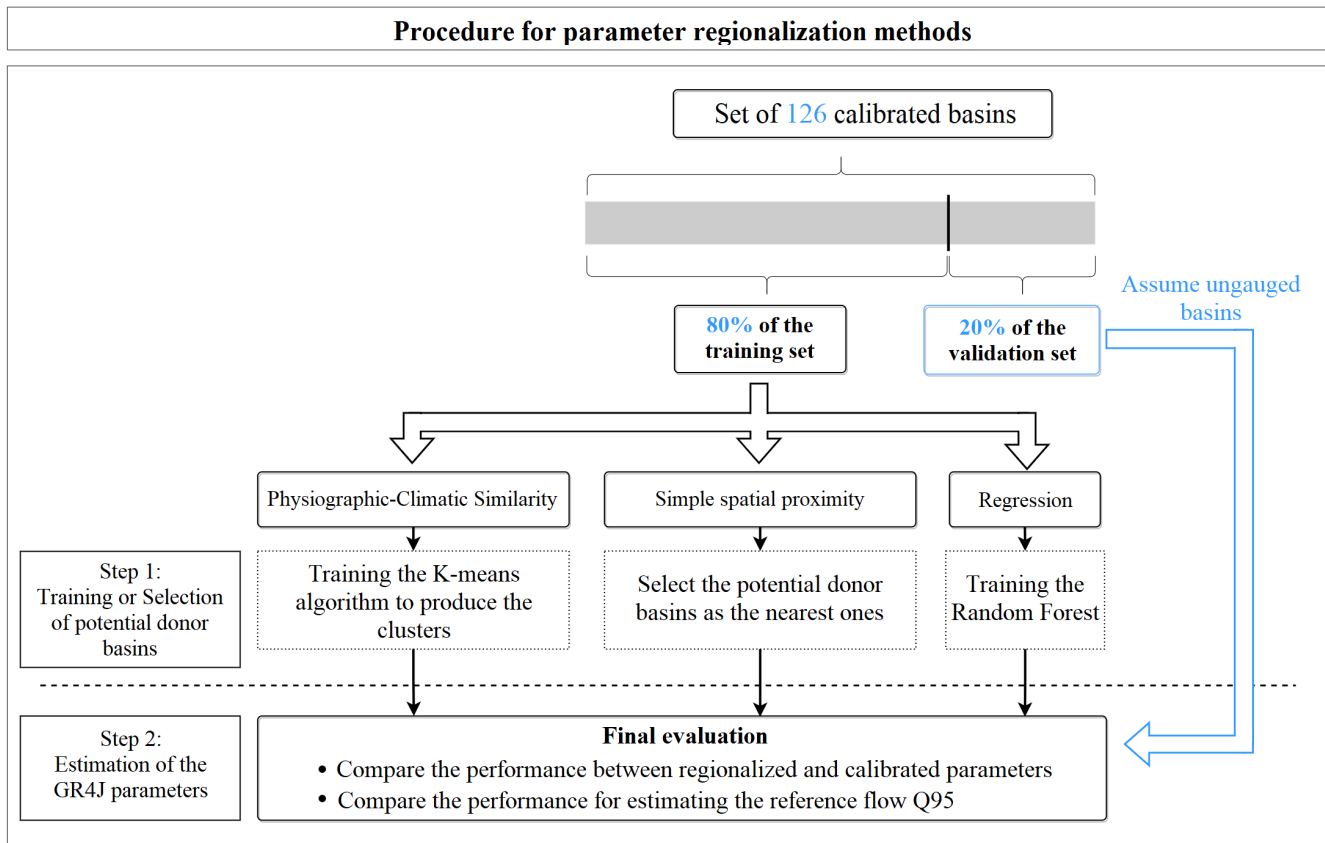 Procedure for parameter regionalization methods
Set of 126 calibrated basins
80% of the
training set
20% of the
validation set
Assume ungauged
basins
Physiographic-Climatic Similarity
Simple spatial proximity
Regression
Step 1:
Training or Selection
of potential donor
basins
Training the K-means
algorithm to produce the
clusters
Select the potential donor
basins as the nearest ones
Training the
Random Forest
Step 2:
Estimation of the
GR4J parameters
Final evaluation
• Compare the performance between regionalized and calibrated parameters
• Compare the performance for estimating the reference flow Q95